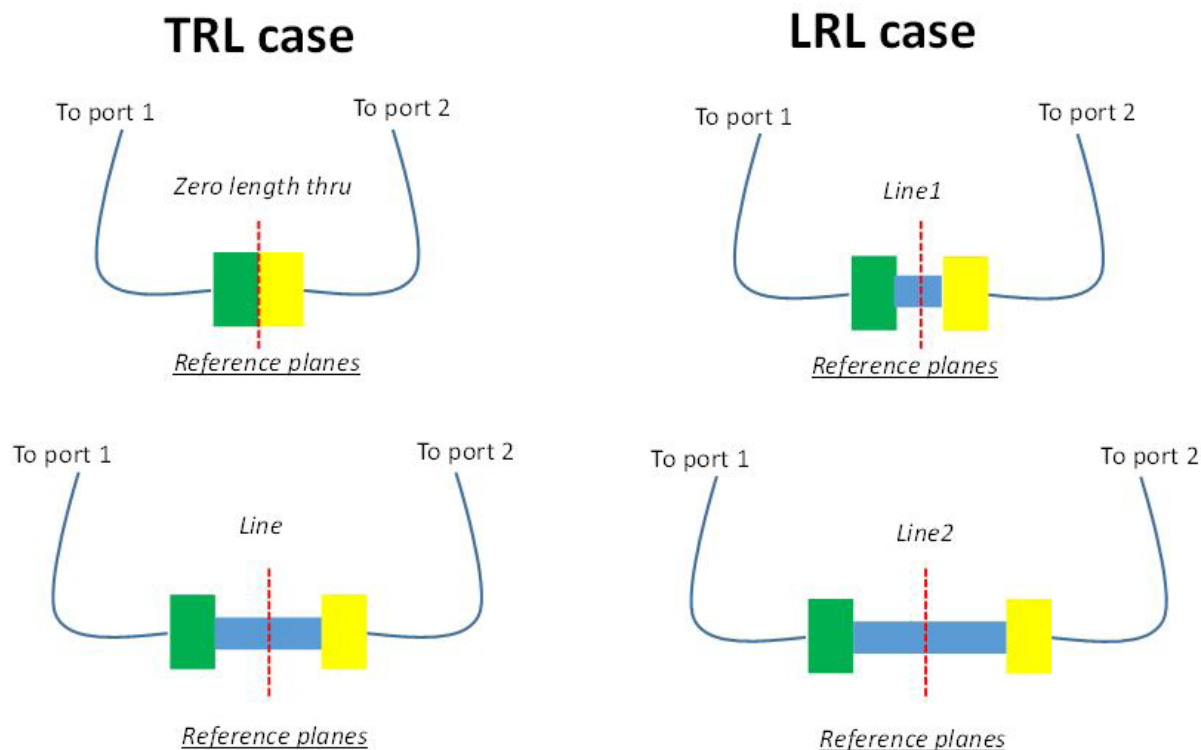 TRL case
LRL case
To port 1
To port 2
Zero length thru
Reference planes
To port 1
To port 2
Line1
Reference planes
To port 1
To port 2
Line
Reference planes
To port 1
To port 2
Line2
Reference planes